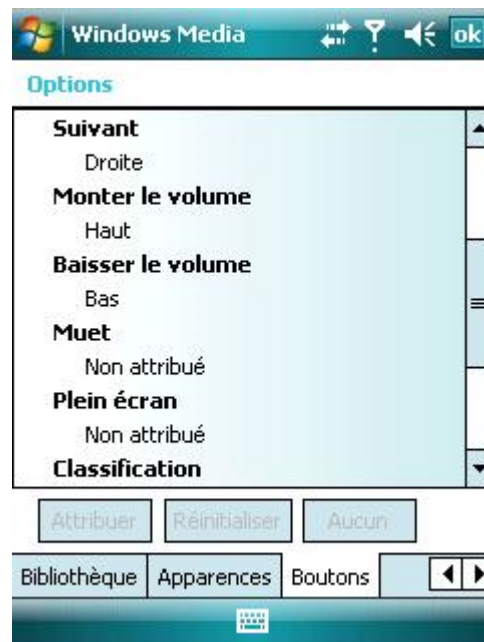 Windows Media ok
Options
Suivant
Droite
Monter le volume
Haut
Baisser le volume
Bas
Muet
Non attribué
Plein écran
Non attribué
Classification
Attribuer Réinitialiser Aucun
Bibliothèque Apparences Boutons